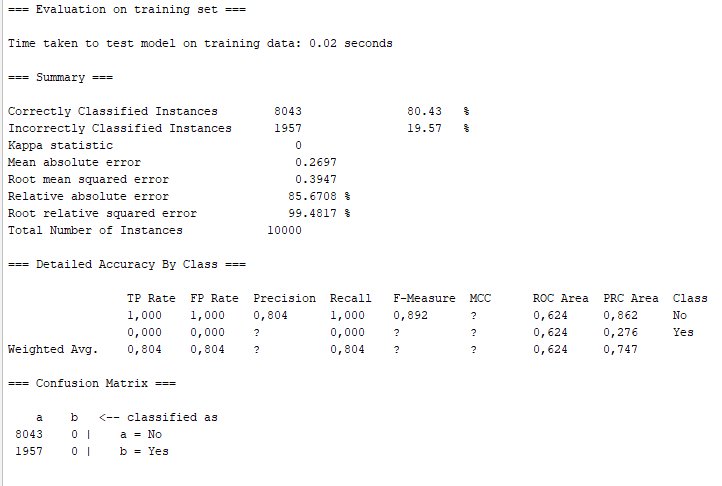 === Evaluation on training set ===
Time taken to test model on training data: 0.02 seconds
=== Summary ===
Correctly Classified Instances 8043 80.43 %
Incorrectly Classified Instances 1957 19.57 %
Kappa statistic 0
Mean absolute error 0.2697
Root mean squared error 0.3947
Relative absolute error 85.6708 %
Root relative squared error 99.4817 %
Total Number of Instances 10000
=== Detailed Accuracy By Class ===
TP Rate FP Rate Precision Recall F-Measure MCC ROC Area PRC Area Class
1,000 1,000 0,804 1,000 0,892 ? 0,624 0,862 No
0,000 0,000 ? 0,000 ? ? 0,624 0,276 Yes
Weighted Avg. 0,804 0,804 ? 0,804 ? ? 0,624 0,747
=== Confusion Matrix ===
a b <-- classified as
8043 0 | a = No
1957 0 | b = Yes